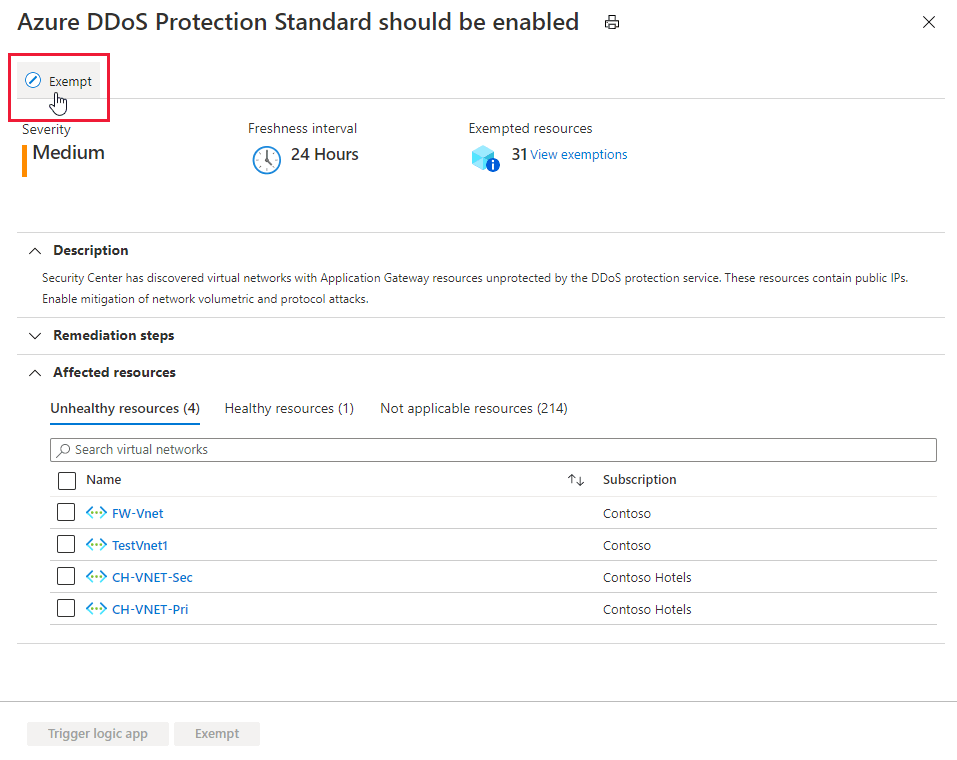 Azure DDoS Protection Standard should be enabled
Exempt
Severity
Medium
Freshness interval
24 Hours
Exempted resources
31 View exemptions
Description
Security Center has discovered virtual networks with Application Gateway resources unprotected by the DDoS protection service. These resources contain public IPs.
Enable mitigation of network volumetric and protocol attacks.
Remediation steps
Affected resources
Unhealthy resources (4) Healthy resources (1) Not applicable resources (214)
Search virtual networks
Name Subscription
FW-Vnet Contoso
TestVnet1 Contoso
CH-VNET-Sec Contoso Hotels
CH-VNET-Pri Contoso Hotels
Trigger logic app Exempt